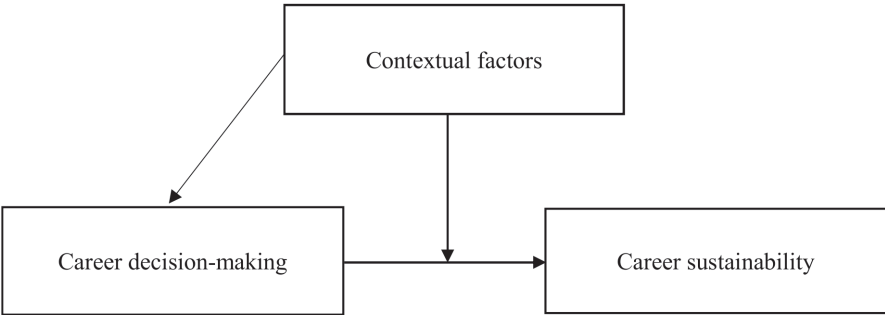 Contextual factors
Career decision-making
Career sustainability